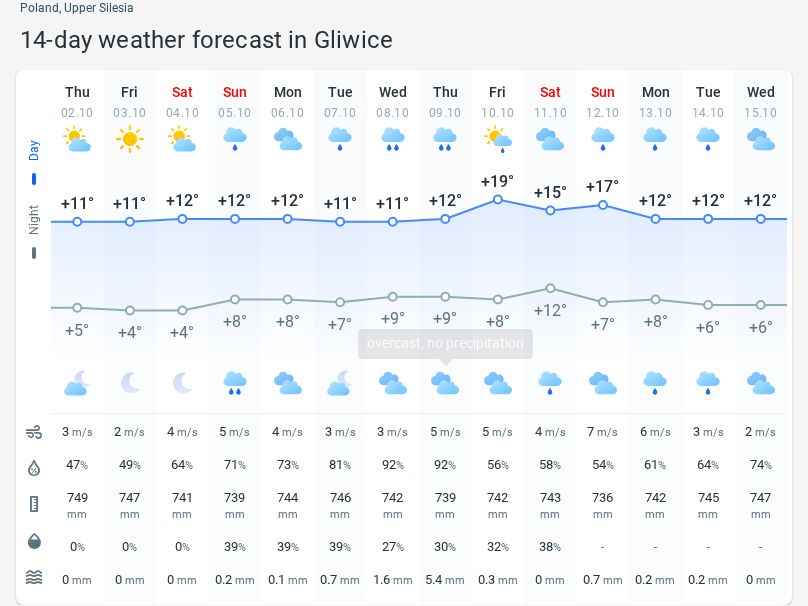 Poland, Upper Silesia
14-day weather forecast in Gliwice
Thu Fri Sat Sun Mon Tue Wed Thu Fri Sat Sun Mon Tue Wed
02.10 03.10 04.10 05.10 06.10 07.10 08.10 09.10 10.10 11.10 12.10 13.10 14.10 15.10
Day
+11° +11° +12° +12° +12° +11° +11° +12° +19° +15° +17° +12° +12° +12°
Night
+5° +4° +4° +8° +8° +7° +9° +9° +8° +12° +7° +8° +6° +6°
overcast, no precipitation
3 m/s 2 m/s 4 m/s 5 m/s 4 m/s 3 m/s 3 m/s 5 m/s 5 m/s 4 m/s 7 m/s 6 m/s 3 m/s 2 m/s
47% 49% 64% 71% 73% 81% 92% 92% 56% 58% 54% 61% 64% 74%
749 747 741 739 744 746 742 739 742 743 736 742 745 747
mm mm mm mm mm mm mm mm mm mm mm mm mm mm
0% 0% 0% 39% 39% 39% 27% 30% 32% 38% - - - -
0 mm 0 mm 0 mm 0.2 mm 0.1 mm 0.7 mm 1.6 mm 5.4 mm 0.3 mm 0 mm 0.7 mm 0.2 mm 0.2 mm 0 mm